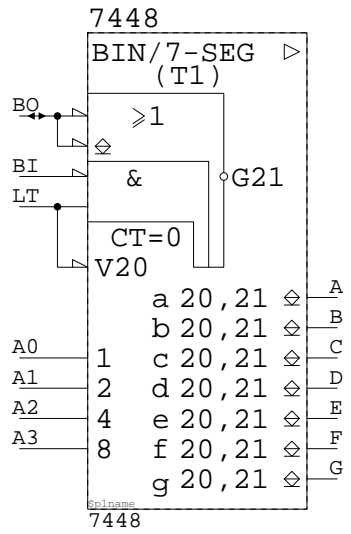 7448
BIN/7-SEG
(T1)
BO
≥1
BI
&
G21
LT
CT=0
V20
a 20,21 A
b 20,21 B
A0 1 c 20,21 C
A1 2 d 20,21 D
A2 4 e 20,21 E
A3 8 f 20,21 F
g 20,21 G
$plname
7448